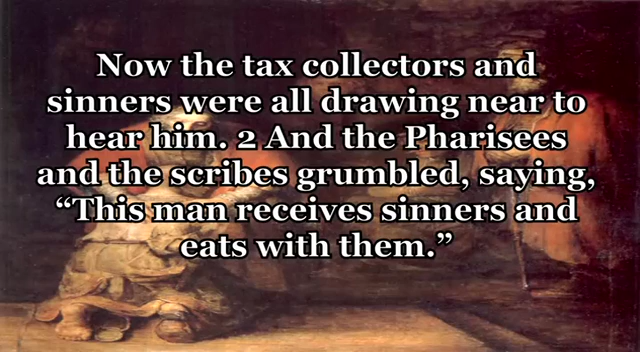 Now the tax collectors and
sinners were all drawing near to
hear him. 2 And the Pharisees
and the scribes grumbled, saying,
“This man receives sinners and
eats with them.”